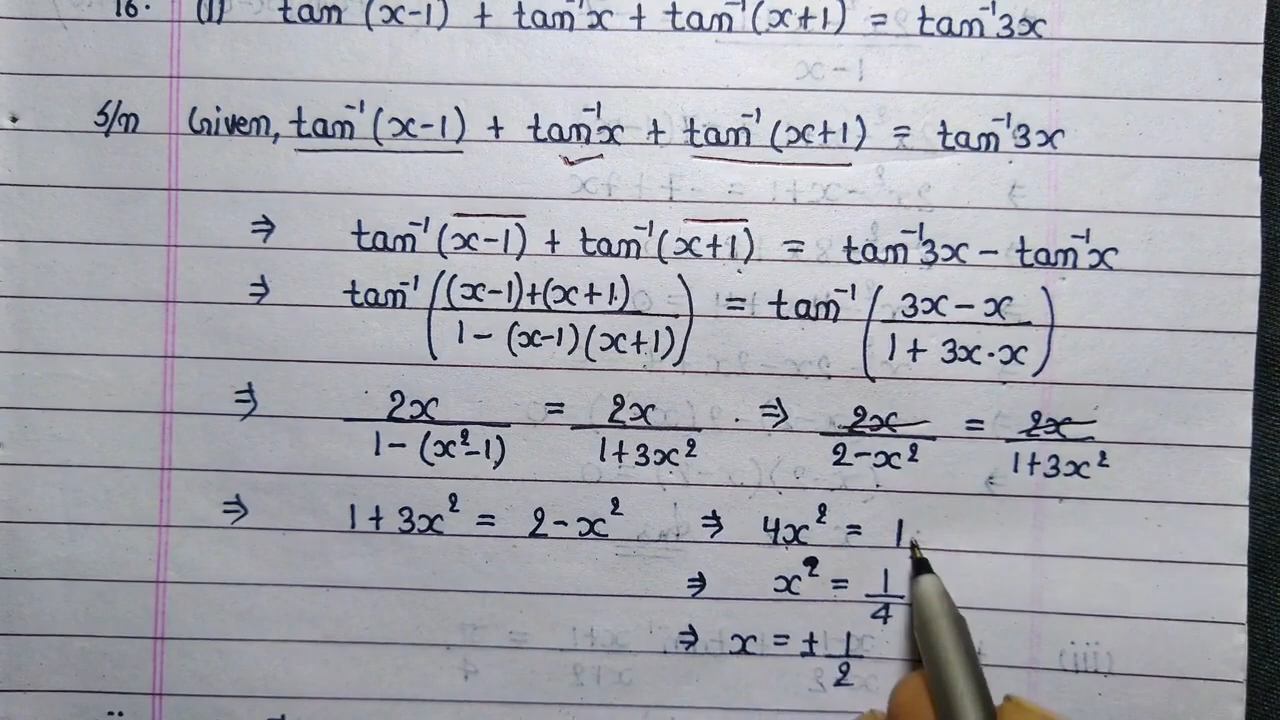 16. (i) tan⁻¹(x-1) + tan⁻¹x + tan⁻¹(x+1) = tan⁻¹3x
S/n Given, tan⁻¹(x-1) + tan⁻¹x + tan⁻¹(x+1) = tan⁻¹3x
⇒ tan⁻¹(x-1) + tan⁻¹(x+1) = tan⁻¹3x - tan⁻¹x
⇒ tan⁻¹((x-1)+(x+1) / 1-(x-1)(x+1)) = tan⁻¹(3x-x / 1+3x·x)
⇒ 2x / 1-(x²-1) = 2x / 1+3x² ⇒ 2x / 2-x² = 2x / 1+3x²
⇒ 1+3x² = 2-x² ⇒ 4x² = 1
⇒ x² = 1/4
⇒ x = ± 1/2